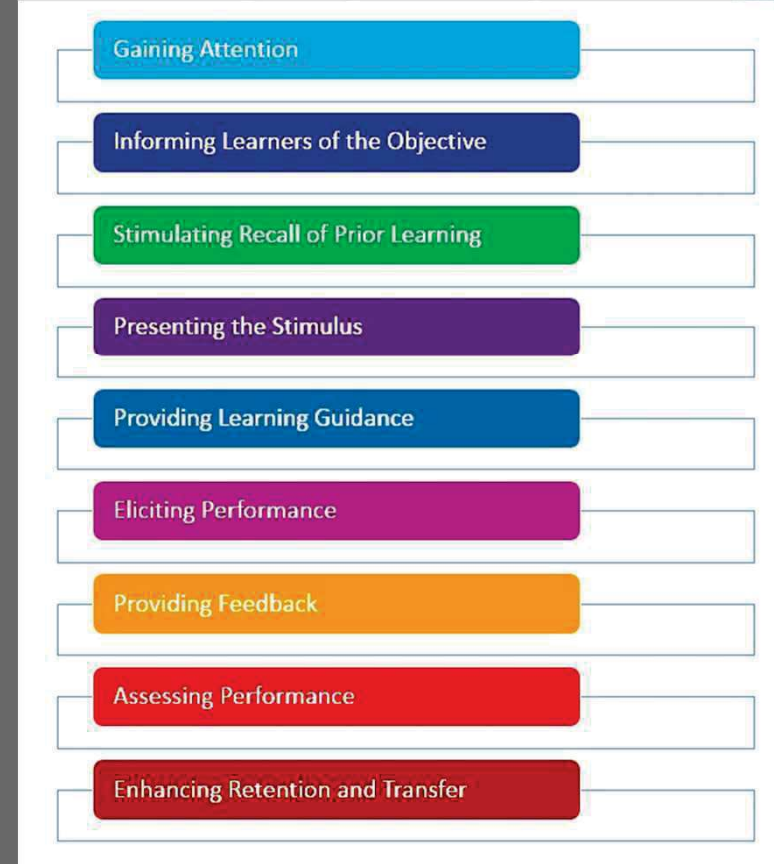 Gaining Attention
Informing Learners of the Objective
Stimulating Recall of Prior Learning
Presenting the Stimulus
Providing Learning Guidance
Eliciting Performance
Providing Feedback
Assessing Performance
Enhancing Retention and Transfer